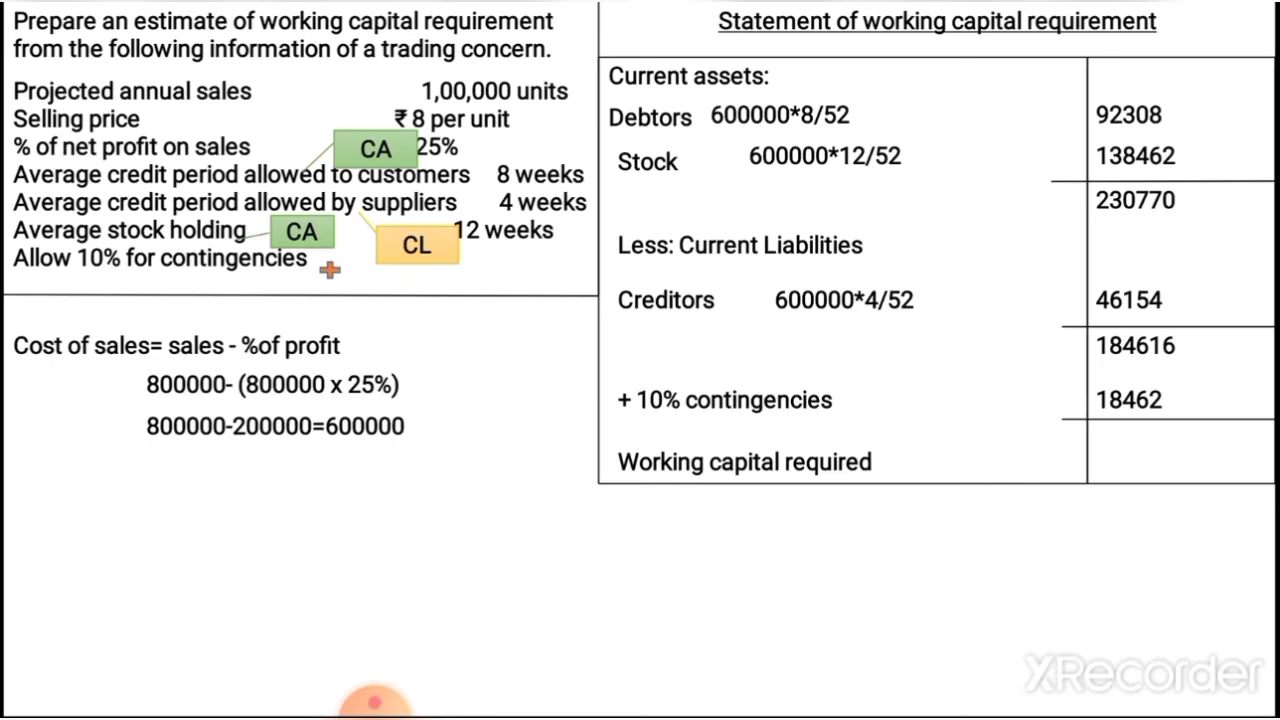 Prepare an estimate of working capital requirement
from the following information of a trading concern.
Projected annual sales 1,00,000 units
Selling price ₹ 8 per unit
% of net profit on sales 25%
CA
Average credit period allowed to customers 8 weeks
Average credit period allowed by suppliers 4 weeks
Average stock holding 12 weeks
CA
CL
Allow 10% for contingencies
Cost of sales= sales - %of profit
800000- (800000 x 25%)
800000-200000=600000
Statement of working capital requirement
Current assets:
Debtors 600000*8/52 92308
Stock 600000*12/52 138462
230770
Less: Current Liabilities
Creditors 600000*4/52 46154
184616
+ 10% contingencies 18462
Working capital required
XRecorder